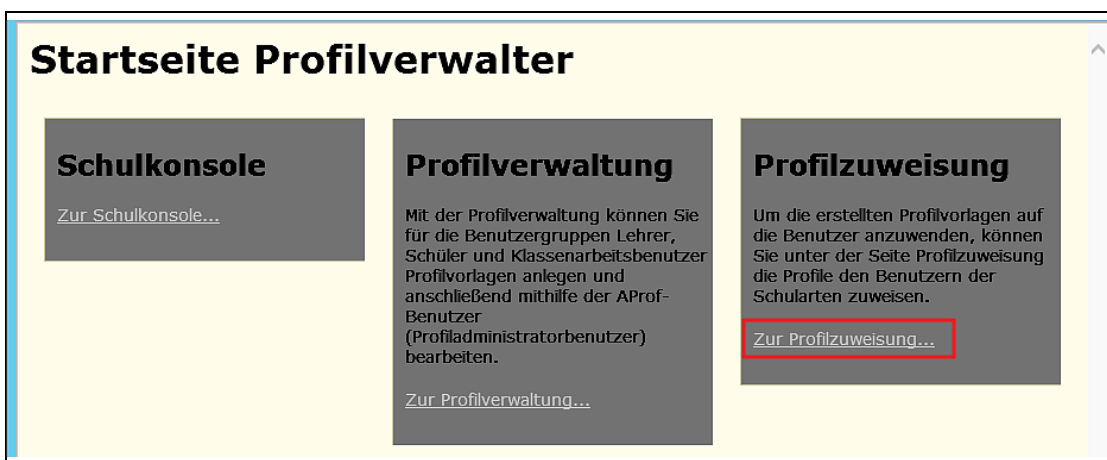 Startseite Profilverwalter
Schulkonsole
Zur Schulkonsole...
Profilverwaltung
Mit der Profilverwaltung können Sie
für die Benutzergruppen Lehrer,
Schüler und Klassenarbeitsbenutzer
Profilvorlagen anlegen und
anschließend mithilfe der AProf-
Benutzer
(Profiladministratorbenutzer)
bearbeiten.
Zur Profilverwaltung...
Profilzuweisung
Um die erstellten Profilvorlagen auf
die Benutzer anzuwenden, können
Sie unter der Seite Profilzuweisung
die Profile den Benutzern der
Schularten zuweisen.
Zur Profilzuweisung...